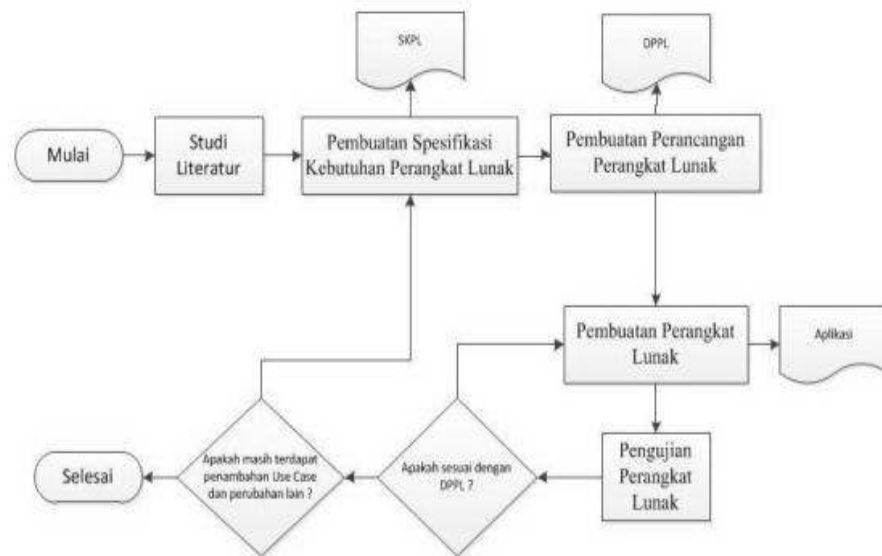 SKPL
DPPL
Mulai
Studi
Literatur
Pembuatan Spesifikasi
Kebutuhan Perangkat Lunak
Pembuatan Perancangan
Perangkat Lunak
Pembuatan Perangkat
Lunak
Aplikasi
Pengujian
Perangkat
Lunak
Apakah sesuai dengan
DPPL ?
Apakah masih terdapat
penambahan Use Case
dan perubahan lain ?
Selesai